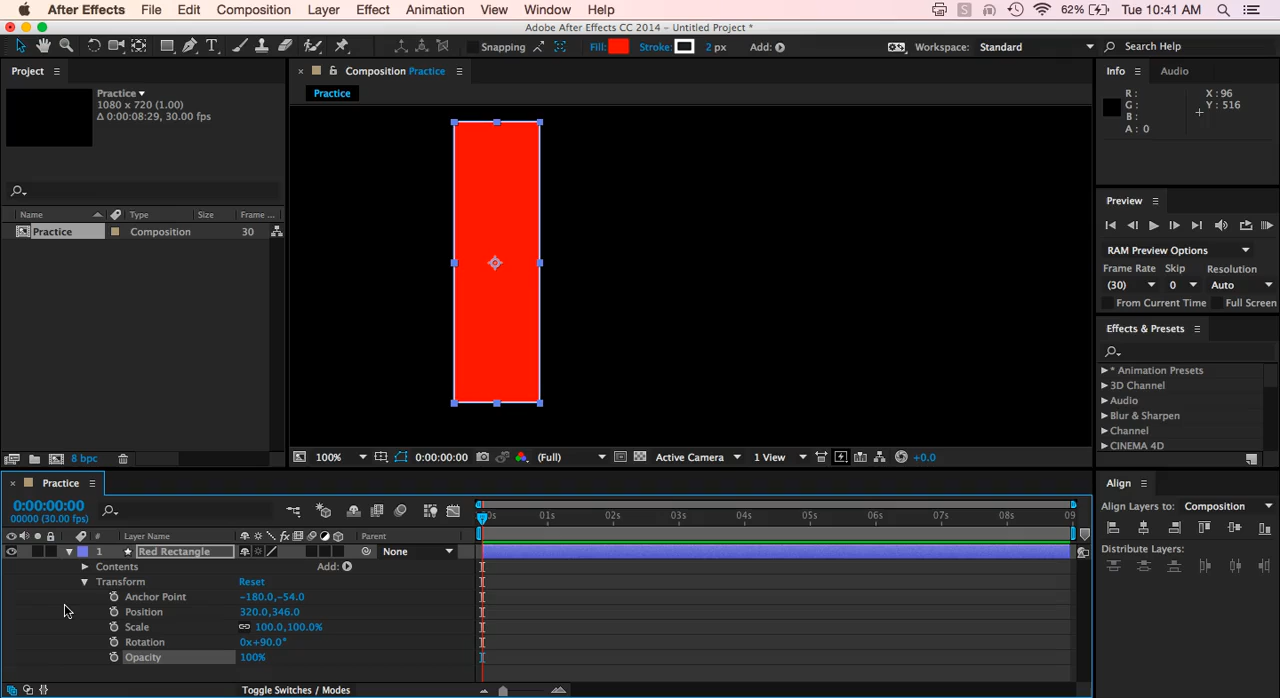 After Effects File Edit Composition Layer Effect Animation View Window Help 62% Tue 10:41 AM
Adobe After Effects CC 2014 – Untitled Project *
T Snapping Fill: Stroke: 2 px Add: Workspace: Standard Search Help
Project
Composition Practice
Info Audio
Practice
1080 x 720 (1.00)
Δ 0:00:08:29, 30.00 fps
Practice
R :
G :
B :
A : 0
X : 96
Y : 516
Preview
Name Type Size Frame ...
Practice Composition 30
RAM Preview Options
Frame Rate Skip Resolution
(30) 0 Auto
From Current Time Full Screen
Effects & Presets
* Animation Presets
3D Channel
Audio
Blur & Sharpen
Channel
CINEMA 4D
8 bpc
100% 0:00:00:00 (Full) Active Camera 1 View +0.0
Practice
Align
0:00:00:00
00000 (30.00 fps)
0s 01s 02s 03s 04s 05s 06s 07s 08s 09
Align Layers to: Composition
# Layer Name fx Parent
1 Red Rectangle None
Distribute Layers:
Contents Add:
Transform Reset
Anchor Point -180.0,-54.0
Position 320.0,346.0
Scale 100.0,100.0%
Rotation 0x+90.0°
Opacity 100%
Toggle Switches / Modes